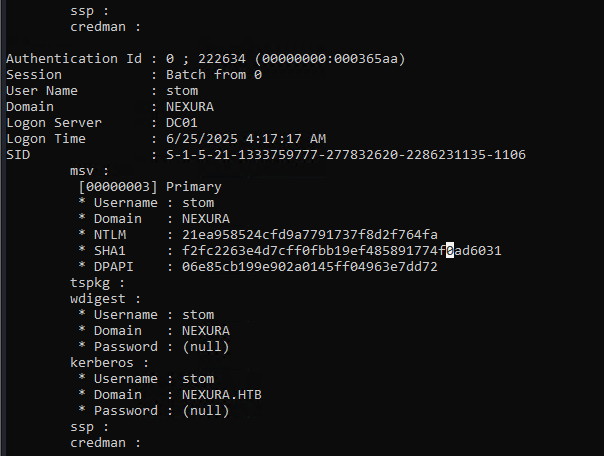 ssp :
credman :
Authentication Id : 0 ; 222634 (00000000:000365aa)
Session           : Batch from 0
User Name         : stom
Domain            : NEXURA
Logon Server      : DC01
Logon Time        : 6/25/2025 4:17:17 AM
SID               : S-1-5-21-1333759777-277832620-2286231135-1106
msv :
[00000003] Primary
* Username : stom
* Domain   : NEXURA
* NTLM     : 21ea958524cfd9a7791737f8d2f764fa
* SHA1     : f2fc2263e4d7cff0fbb19ef485891774f0ad6031
* DPAPI    : 06e85cb199e902a0145ff04963e7dd72
tspkg :
wdigest :
* Username : stom
* Domain   : NEXURA
* Password : (null)
kerberos :
* Username : stom
* Domain   : NEXURA.HTB
* Password : (null)
ssp :
credman :